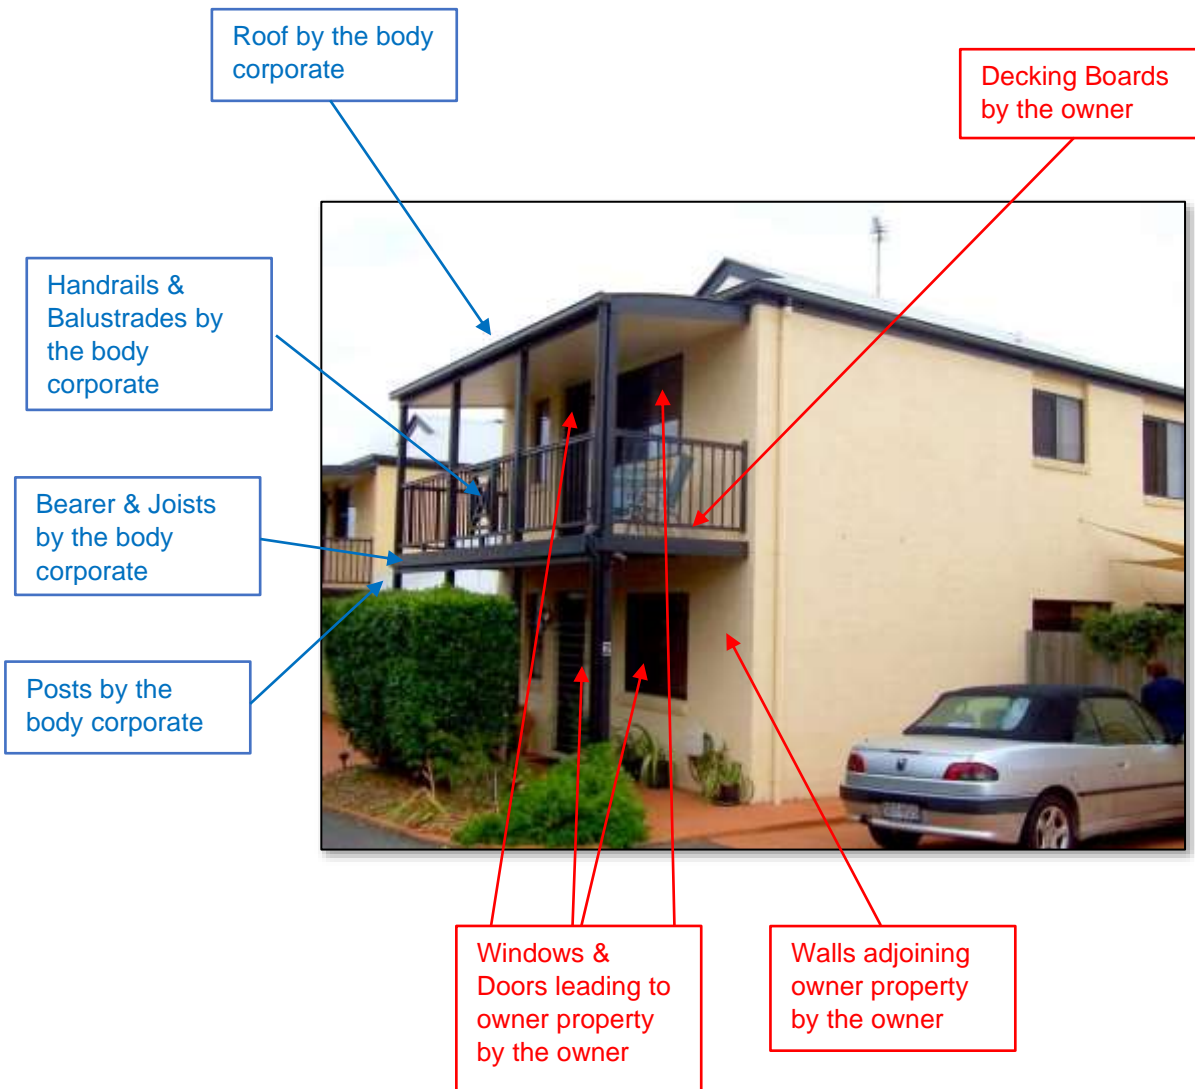 Roof by the body
corporate
Decking Boards
by the owner
Handrails &
Balustrades by
the body
corporate
Bearer & Joists
by the body
corporate
Posts by the
body corporate
Windows &
Doors leading to
owner property
by the owner
Walls adjoining
owner property
by the owner